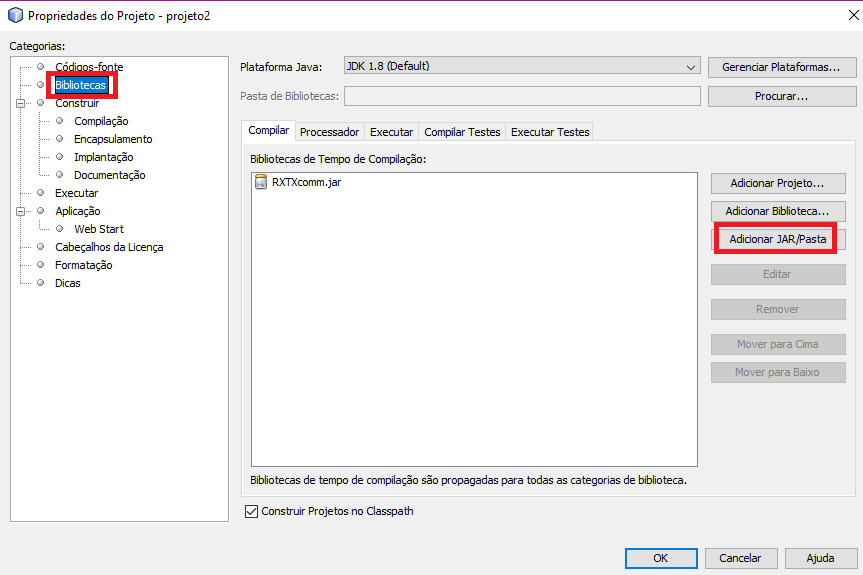 Propriedades do Projeto - projeto2
Categorias:
Códigos-fonte
Bibliotecas
Construir
Compilação
Encapsulamento
Implantação
Documentação
Executar
Aplicação
Web Start
Cabeçalhos da Licença
Formatação
Dicas
Plataforma Java: JDK 1.8 (Default) Gerenciar Plataformas...
Pasta de Bibliotecas: Procurar...
Compilar Processador Executar Compilar Testes Executar Testes
Bibliotecas de Tempo de Compilação:
RXTXcomm.jar
Adicionar Projeto...
Adicionar Biblioteca...
Adicionar JAR/Pasta
Editar
Remover
Mover para Cima
Mover para Baixo
Bibliotecas de tempo de compilação são propagadas para todas as categorias de biblioteca.
Construir Projetos no Classpath
OK Cancelar Ajuda